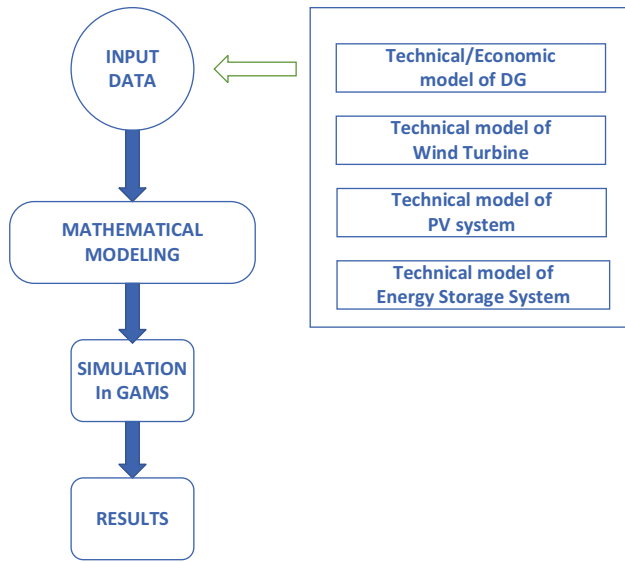 INPUT
DATA
MATHEMATICAL
MODELING
SIMULATION
In GAMS
RESULTS
Technical/Economic
model of DG
Technical model of
Wind Turbine
Technical model of
PV system
Technical model of
Energy Storage System